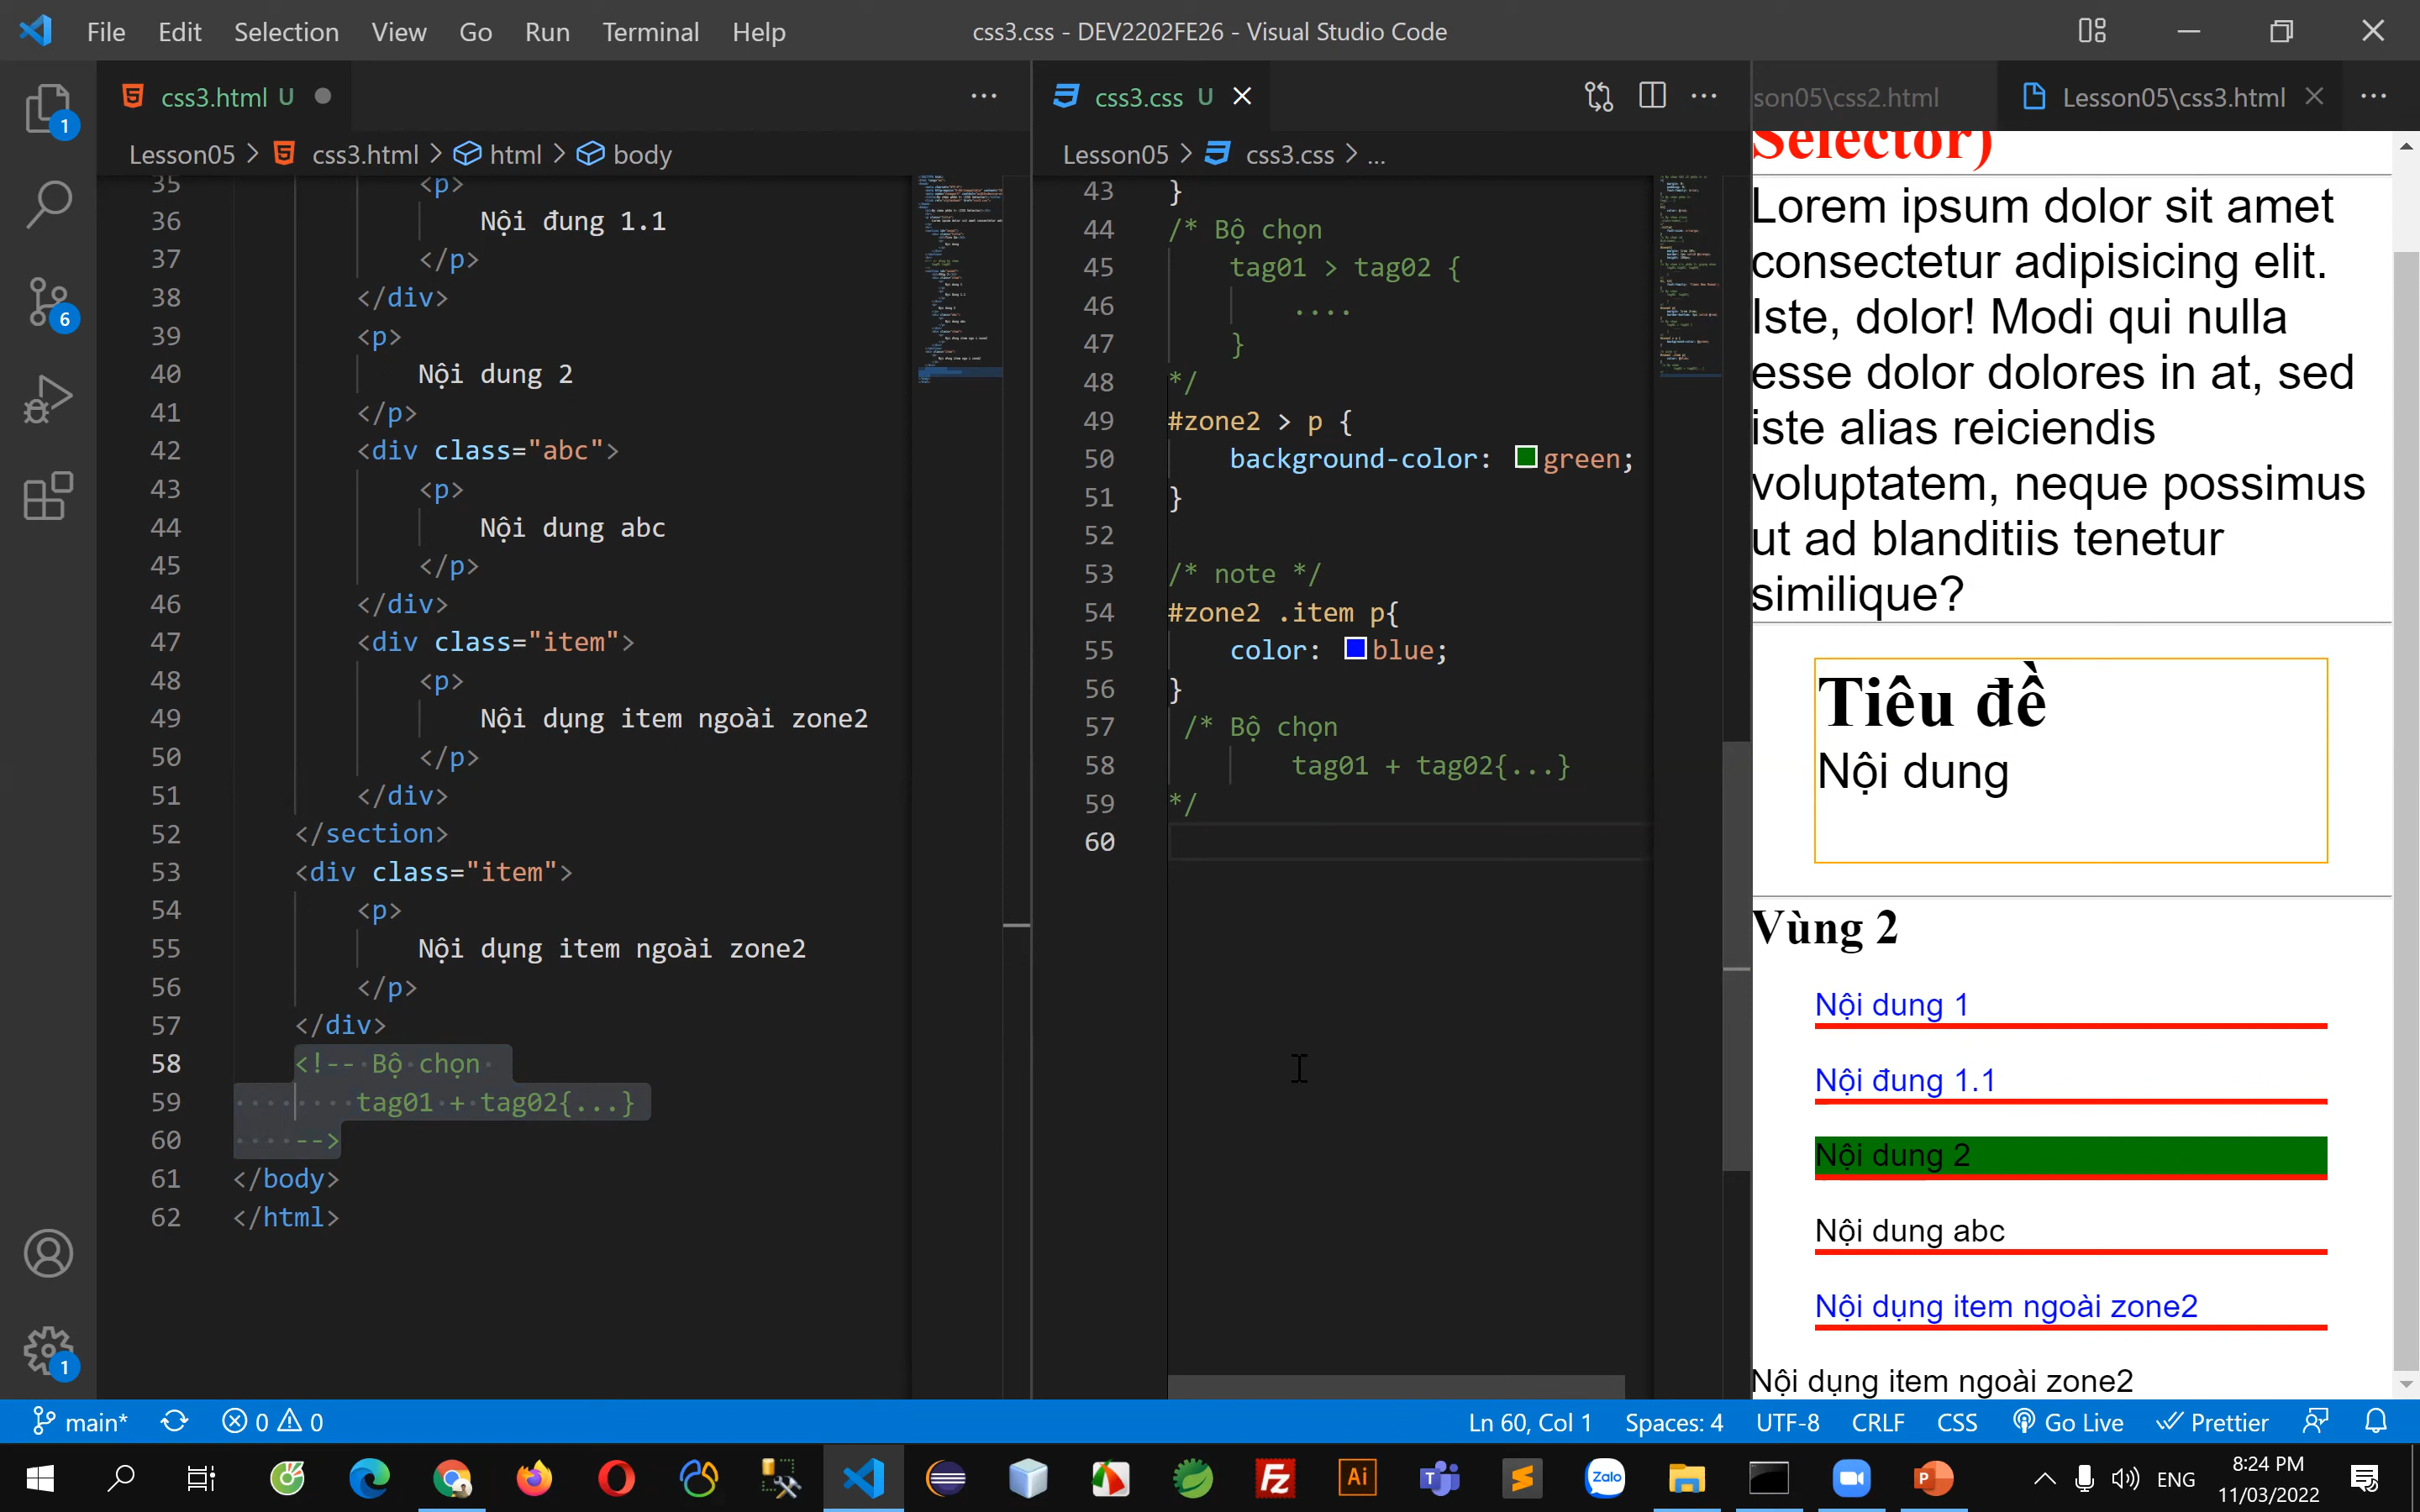 File Edit Selection View Go Run Terminal Help
css3.css - DEV2202FE26 - Visual Studio Code
css3.html U
Lesson05 > css3.html > html > body
35 <p>
36 Nội đung 1.1
37 </p>
38 </div>
39 <p>
40 Nội dung 2
41 </p>
42 <div class="abc">
43 <p>
44 Nội dung abc
45 </p>
46 </div>
47 <div class="item">
48 <p>
49 Nội dụng item ngoài zone2
50 </p>
51 </div>
52 </section>
53 <div class="item">
54 <p>
55 Nội dụng item ngoài zone2
56 </p>
57 </div>
58 <!-- Bộ chọn
59 tag01 + tag02{...}
60 -->
61 </body>
62 </html>
css3.css U
Lesson05 > css3.css > ...
43 }
44 /* Bộ chọn
45 tag01 > tag02 {
46 ....
47 }
48 */
49 #zone2 > p {
50 background-color: green;
51 }
52
53 /* note */
54 #zone2 .item p{
55 color: blue;
56 }
57 /* Bộ chọn
58 tag01 + tag02{...}
59 */
60
son05\css2.html Lesson05\css3.html
Selector)
Lorem ipsum dolor sit amet
consectetur adipisicing elit.
Iste, dolor! Modi qui nulla
esse dolor dolores in at, sed
iste alias reiciendis
voluptatem, neque possimus
ut ad blanditiis tenetur
similique?
Tiêu đề
Nội dung
Vùng 2
Nội dung 1
Nội đung 1.1
Nội dung 2
Nội dung abc
Nội dụng item ngoài zone2
Nội dụng item ngoài zone2
1
6
1
main* 0 0
Ln 60, Col 1 Spaces: 4 UTF-8 CRLF CSS Go Live Prettier
Fz Ai T S Zalo P
ENG
8:24 PM
11/03/2022